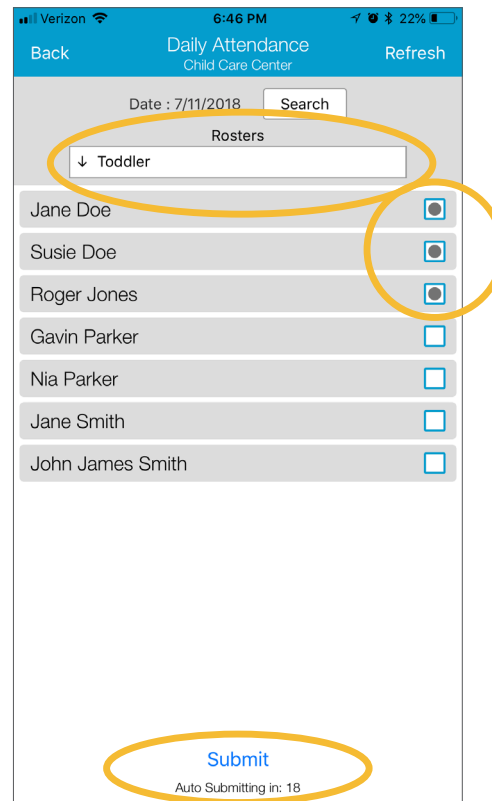 Verizon 6:46 PM 22%
Back Daily Attendance Refresh
Child Care Center
Date : 7/11/2018 Search
Rosters
↓ Toddler
Jane Doe
Susie Doe
Roger Jones
Gavin Parker
Nia Parker
Jane Smith
John James Smith
Submit
Auto Submitting in: 18